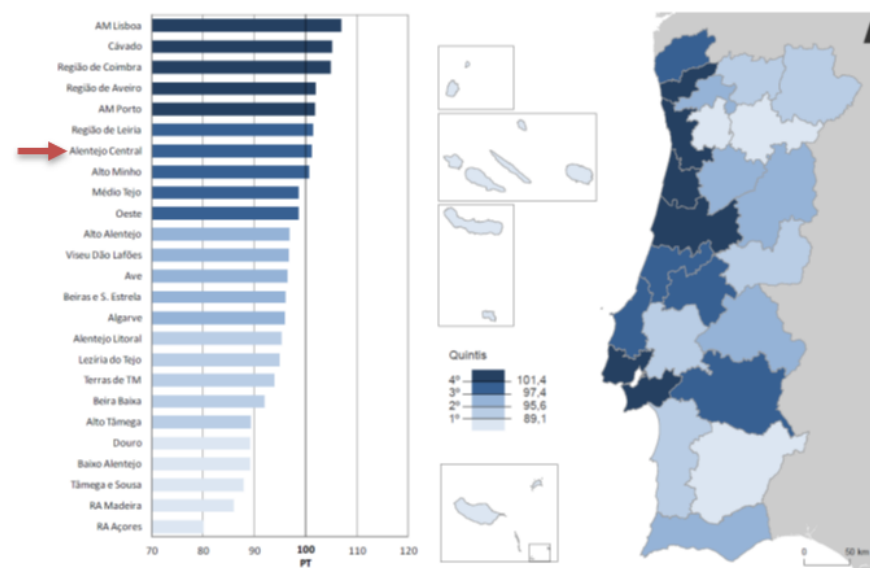 AM Lisboa
Cávado
Região de Coimbra
Região de Aveiro
AM Porto
Região de Leiria
Alentejo Central
Alto Minho
Médio Tejo
Oeste
Alto Alentejo
Viseu Dão Lafões
Ave
Beiras e S. Estrela
Algarve
Alentejo Litoral
Lezíria do Tejo
Terras de TM
Beira Baixa
Alto Tâmega
Douro
Baixo Alentejo
Tâmega e Sousa
RA Madeira
RA Açores
70 80 90 100 110 120
PT
Quintis
4º 101,4
3º 97,4
2º 95,6
1º 89,1
0 50 km